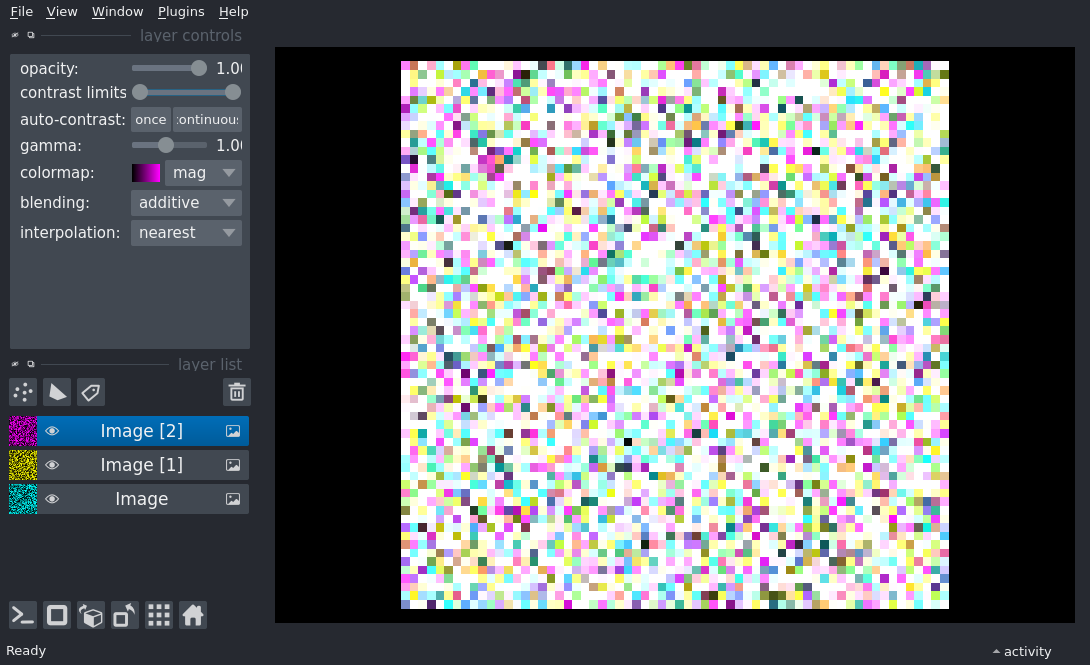 File View Window Plugins Help
layer controls
opacity: 1.00
contrast limits
auto-contrast: once continuous
gamma: 1.00
colormap: mag
blending: additive
interpolation: nearest
layer list
Image [2]
Image [1]
Image
Ready activity